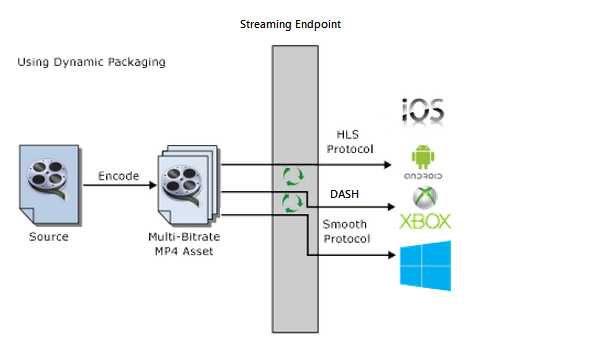 Streaming Endpoint
Using Dynamic Packaging
iOS
HLS
Protocol
ANDROID
Encode
DASH
XBOX
Smooth
Protocol
Source
Multi-Bitrate
MP4 Asset